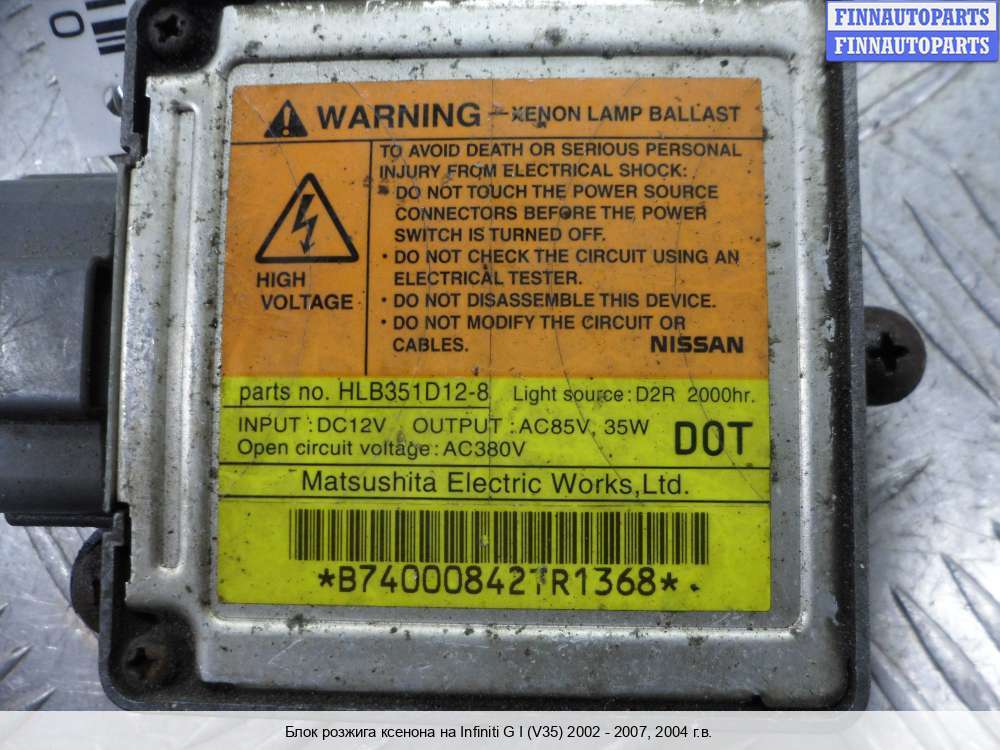 FINNAUTOPARTS
FINNAUTOPARTS
WARNING - XENON LAMP BALLAST
HIGH
VOLTAGE
TO AVOID DEATH OR SERIOUS PERSONAL
INJURY FROM ELECTRICAL SHOCK:
· DO NOT TOUCH THE POWER SOURCE
CONNECTORS BEFORE THE POWER
SWITCH IS TURNED OFF.
· DO NOT CHECK THE CIRCUIT USING AN
ELECTRICAL TESTER.
· DO NOT DISASSEMBLE THIS DEVICE.
· DO NOT MODIFY THE CIRCUIT OR
CABLES. NISSAN
parts no. HLB351D12-8 Light source : D2R 2000hr.
INPUT : DC12V OUTPUT : AC85V, 35W
Open circuit voltage : AC380V
DOT
Matsushita Electric Works,Ltd.
*B74000842TR1368*
Блок розжига ксенона на Infiniti G I (V35) 2002 - 2007, 2004 г.в.